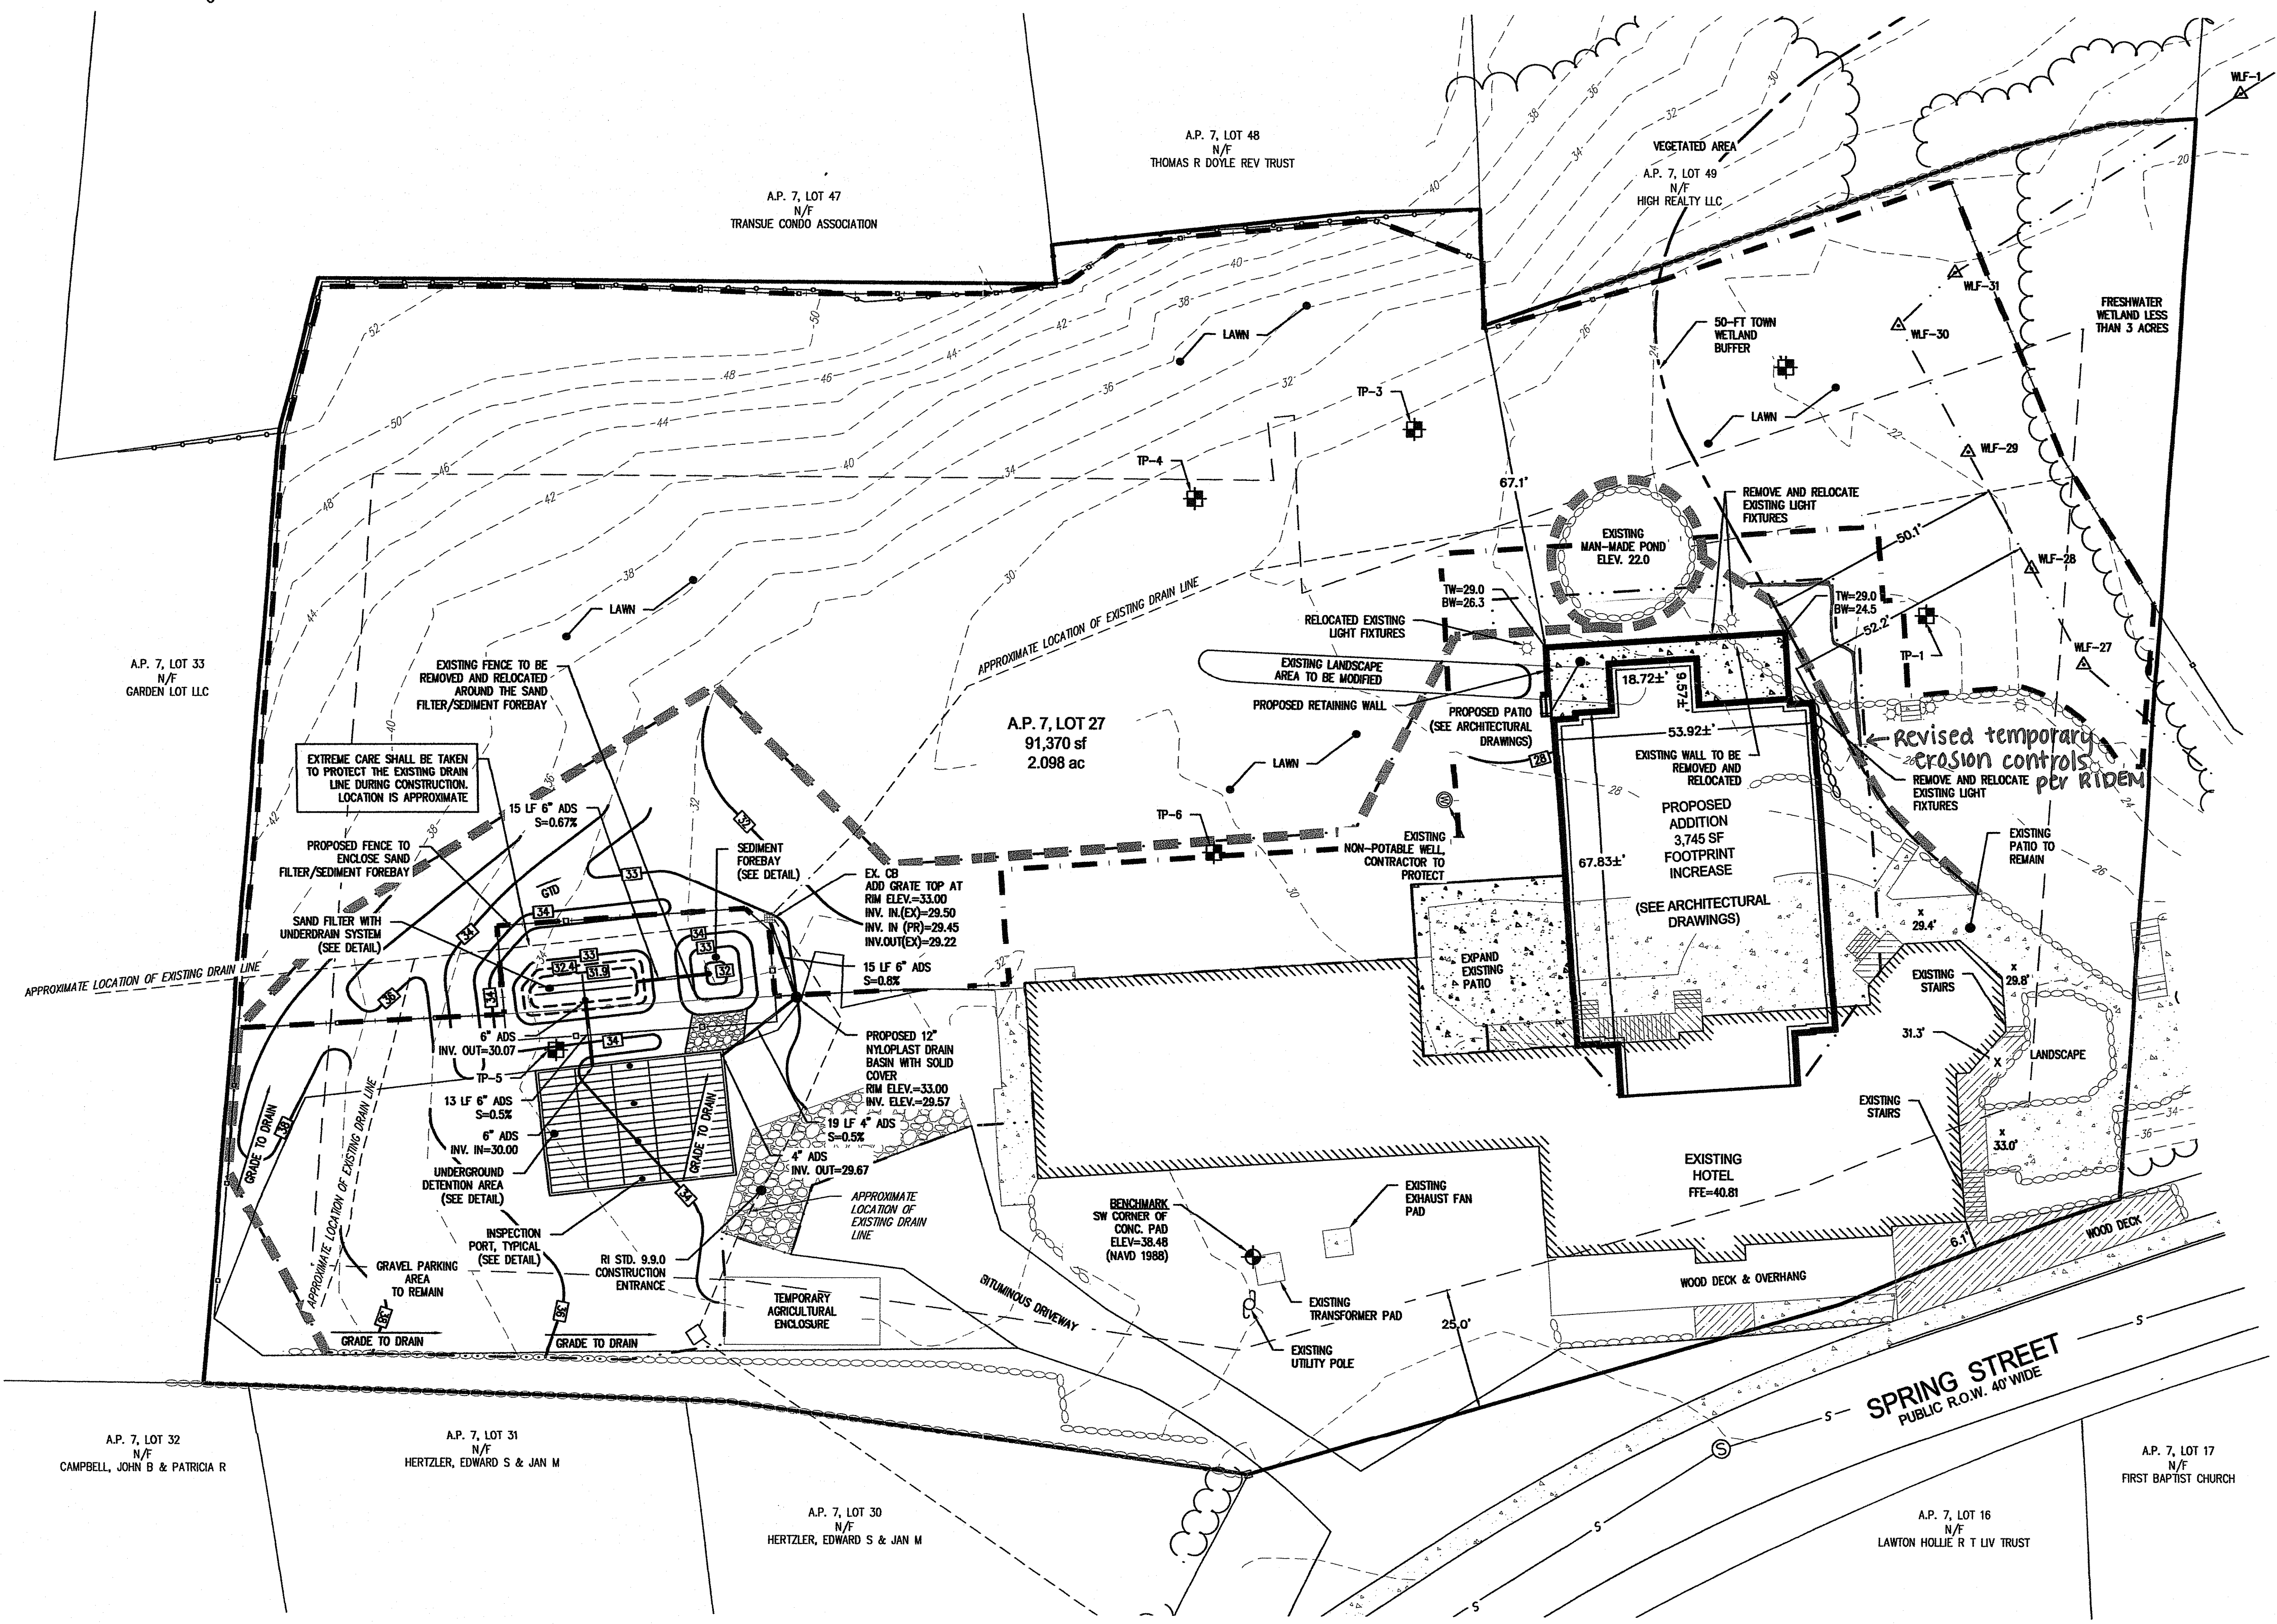 A.P. 7, LOT 48
N/F
THOMAS R DOYLE REV TRUST
A.P. 7, LOT 47
N/F
TRANSUE CONDO ASSOCIATION
VEGETATED AREA
A.P. 7, LOT 49
N/F
HIGH REALTY LLC
WLF-1
WLF-31
WLF-30
WLF-29
WLF-28
WLF-27
FRESHWATER
WETLAND LESS
THAN 3 ACRES
50-FT TOWN
WETLAND
BUFFER
LAWN
LAWN
LAWN
LAWN
TP-3
TP-4
67.1'
EXISTING
MAN-MADE POND
ELEV. 22.0
REMOVE AND RELOCATE
EXISTING LIGHT
FIXTURES
50.1'
52.2'
TW=29.0
BW=26.3
TW=29.0
BW=24.5
TP-1
RELOCATED EXISTING
LIGHT FIXTURES
EXISTING LANDSCAPE
AREA TO BE MODIFIED
PROPOSED RETAINING WALL
PROPOSED PATIO
(SEE ARCHITECTURAL
DRAWINGS)
18.72±'
9.57±'
53.92±'
67.83±'
EXISTING WALL TO BE
REMOVED AND
RELOCATED
PROPOSED
ADDITION
3,745 SF
FOOTPRINT
INCREASE
(SEE ARCHITECTURAL
DRAWINGS)
← Revised temporary
erosion controls
per RIDEM
REMOVE AND RELOCATE
EXISTING LIGHT
FIXTURES
EXISTING
PATIO TO
REMAIN
A.P. 7, LOT 33
N/F
GARDEN LOT LLC
EXISTING FENCE TO BE
REMOVED AND RELOCATED
AROUND THE SAND
FILTER/SEDIMENT FOREBAY
APPROXIMATE LOCATION OF EXISTING DRAIN LINE
A.P. 7, LOT 27
91,370 sf
2.098 ac
EXTREME CARE SHALL BE TAKEN
TO PROTECT THE EXISTING DRAIN
LINE DURING CONSTRUCTION.
LOCATION IS APPROXIMATE
15 LF 6" ADS
S=0.67%
PROPOSED FENCE TO
ENCLOSE SAND
FILTER/SEDIMENT FOREBAY
SAND FILTER WITH
UNDERDRAIN SYSTEM
(SEE DETAIL)
GTD
SEDIMENT
FOREBAY
(SEE DETAIL)
EX. CB
ADD GRATE TOP AT
RIM ELEV.=33.00
INV. IN.(EX)=29.50
INV. IN (PR)=29.45
INV.OUT(EX)=29.22
TP-6
EXISTING
NON-POTABLE WELL,
CONTRACTOR TO
PROTECT
W
APPROXIMATE LOCATION OF EXISTING DRAIN LINE
15 LF 6" ADS
S=0.8%
6" ADS
INV. OUT=30.07
TP-5
13 LF 6" ADS
S=0.5%
6" ADS
INV. IN=30.00
UNDERGROUND
DETENTION AREA
(SEE DETAIL)
INSPECTION
PORT, TYPICAL
(SEE DETAIL)
PROPOSED 12"
NYLOPLAST DRAIN
BASIN WITH SOLID
COVER
RIM ELEV.=33.00
INV. ELEV.=29.57
19 LF 4" ADS
S=0.5%
4" ADS
INV. OUT=29.67
APPROXIMATE
LOCATION OF
EXISTING DRAIN
LINE
GRADE TO DRAIN
GRADE TO DRAIN
APPROXIMATE LOCATION OF EXISTING DRAIN LINE
RI STD. 9.9.0
CONSTRUCTION
ENTRANCE
GRAVEL PARKING
AREA
TO REMAIN
GRADE TO DRAIN
GRADE TO DRAIN
TEMPORARY
AGRICULTURAL
ENCLOSURE
BITUMINOUS DRIVEWAY
EXPAND
EXISTING
PATIO
29.4'
EXISTING
STAIRS
29.8'
31.3'
LANDSCAPE
EXISTING
STAIRS
33.0'
BENCHMARK
SW CORNER OF
CONC. PAD
ELEV=38.48
(NAVD 1988)
EXISTING
EXHAUST FAN
PAD
EXISTING
HOTEL
FFE=40.81
EXISTING
TRANSFORMER PAD
EXISTING
UTILITY POLE
25.0'
WOOD DECK & OVERHANG
WOOD DECK
6.1'
SPRING STREET
PUBLIC R.O.W. 40' WIDE
S
A.P. 7, LOT 32
N/F
CAMPBELL, JOHN B & PATRICIA R
A.P. 7, LOT 31
N/F
HERTZLER, EDWARD S & JAN M
A.P. 7, LOT 30
N/F
HERTZLER, EDWARD S & JAN M
A.P. 7, LOT 17
N/F
FIRST BAPTIST CHURCH
A.P. 7, LOT 16
N/F
LAWTON HOLLIE R T LIV TRUST